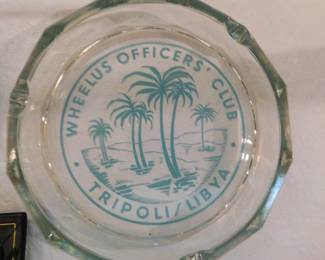 WHEELUS OFFICERS' CLUB
• TRIPOLI/LIBYA •